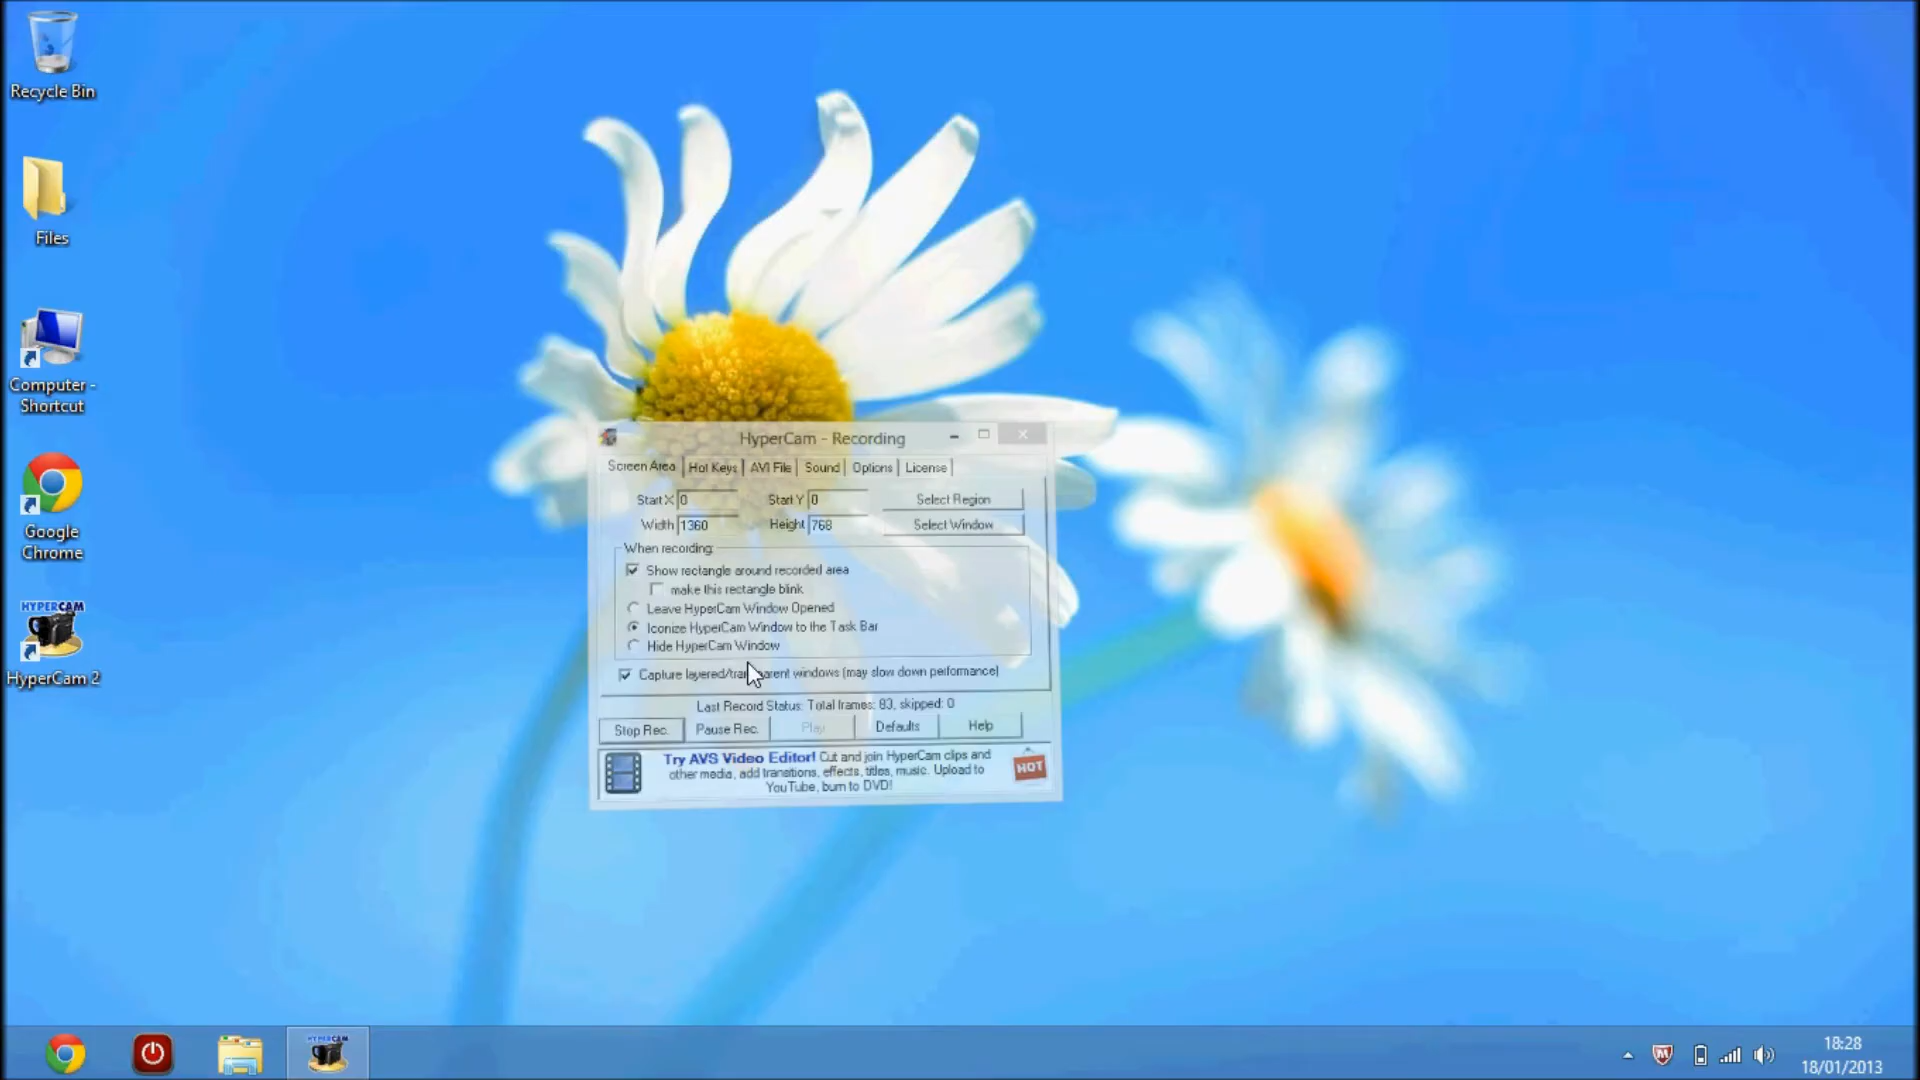 Recycle Bin
Files
Computer -
Shortcut
Google
Chrome
HYPERCAM
HyperCam 2
HyperCam - Recording
Screen Area Hot Keys AVI File Sound Options License
Start X 0 Start Y 0 Select Region
Width 1360 Height 768 Select Window
When recording:
Show rectangle around recorded area
make this rectangle blink
Leave HyperCam Window Opened
Iconize HyperCam Window to the Task Bar
Hide HyperCam Window
Capture layered/transparent windows (may slow down performance)
Last Record Status: Total frames: 83, skipped: 0
Stop Rec. Pause Rec. Play Defaults Help
Try AVS Video Editor! Cut and join HyperCam clips and
other media, add transitions, effects, titles, music. Upload to
YouTube, burn to DVD!
HOT
HYPERCAM
18:28
18/01/2013